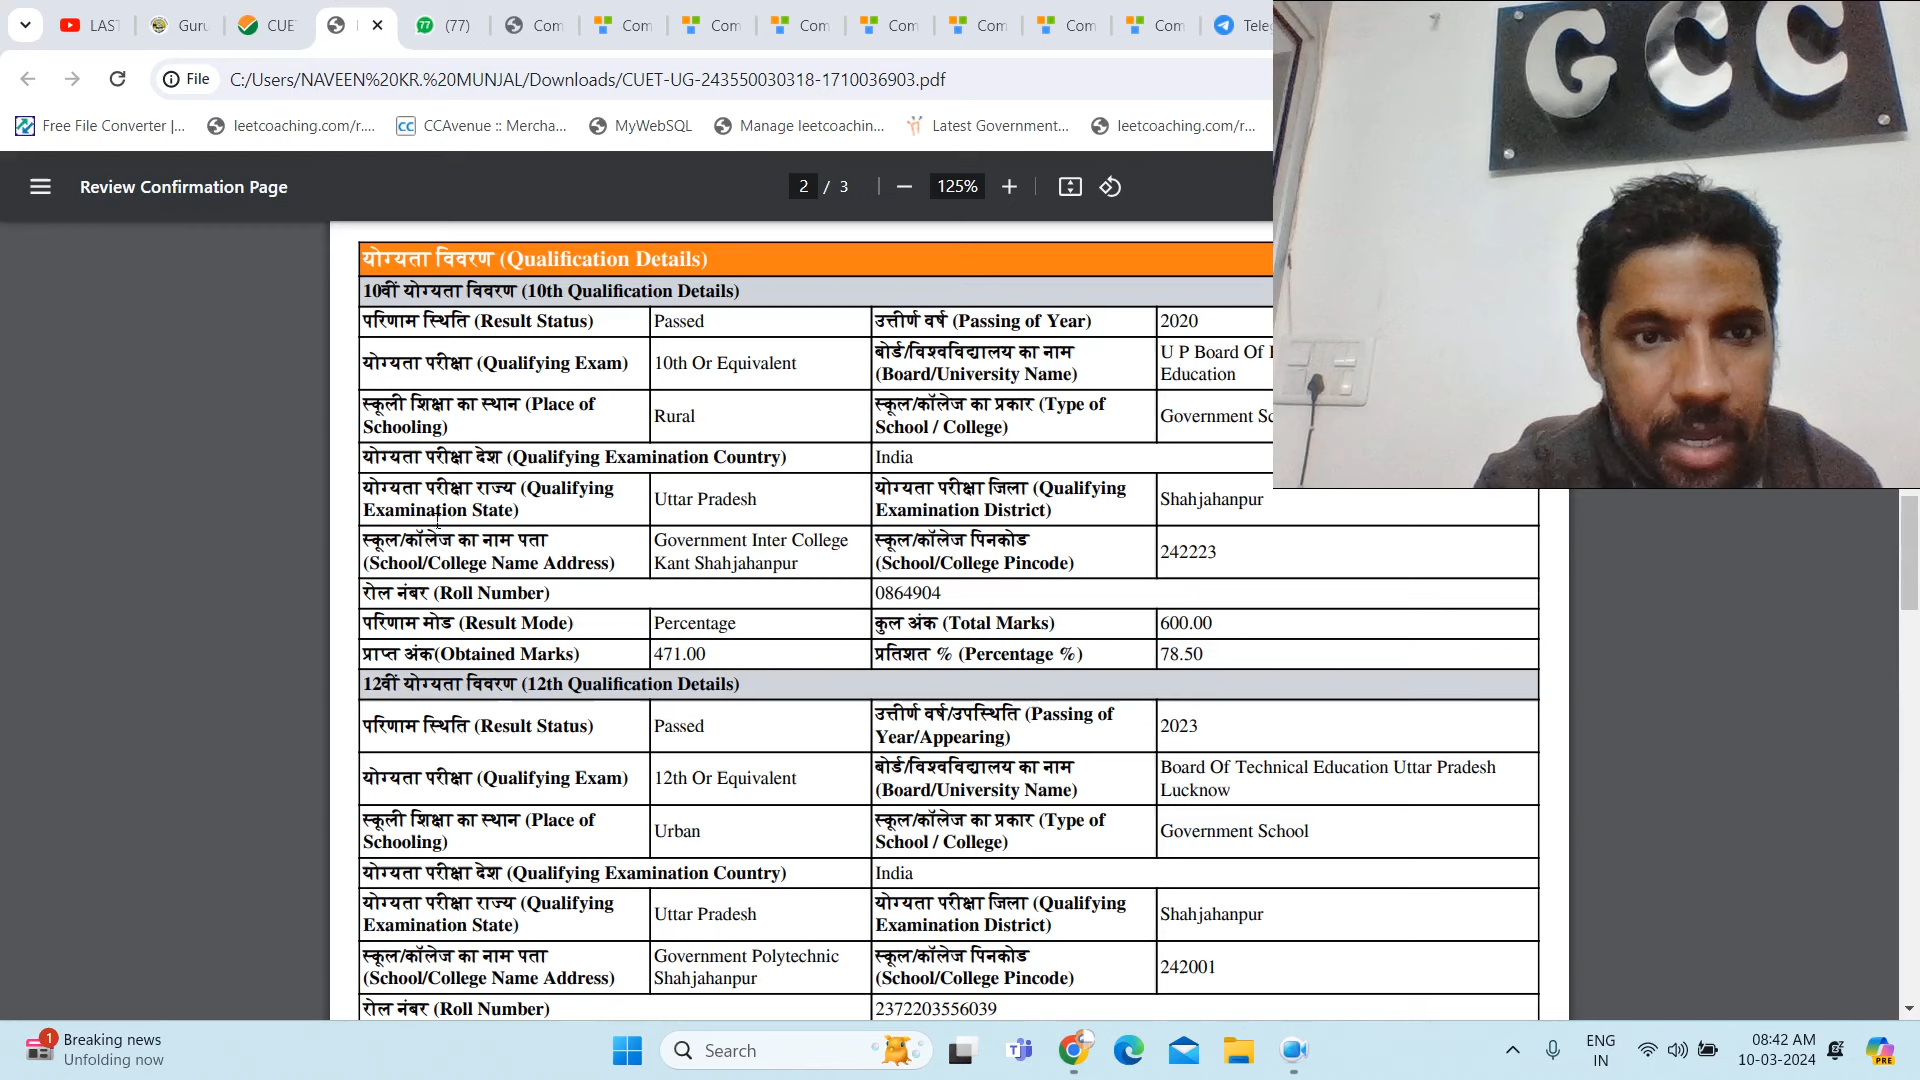 LAS
Guru
CUE
(77)
Com
Com
Com
Com
Com
Com
Com
Com
Teleg
File
C:/Users/NAVEEN%20KR.%20MUNJAL/Downloads/CUET-UG-243550030318-1710036903.pdf
Free File Converter |...
leetcoaching.com/r....
CCAvenue :: Mercha...
MyWebSQL
Manage leetcoachin...
Latest Government...
leetcoaching.com/r...
Review Confirmation Page
2 / 3
125%
GCC
योग्यता विवरण (Qualification Details)
10वीं योग्यता विवरण (10th Qualification Details)
परिणाम स्थिति (Result Status) Passed उत्तीर्ण वर्ष (Passing of Year) 2020
योग्यता परीक्षा (Qualifying Exam) 10th Or Equivalent बोर्ड/विश्वविद्यालय का नाम
(Board/University Name) U P Board Of
Education
स्कूली शिक्षा का स्थान (Place of
Schooling) Rural स्कूल/कॉलेज का प्रकार (Type of
School / College) Government Sc
योग्यता परीक्षा देश (Qualifying Examination Country) India
योग्यता परीक्षा राज्य (Qualifying
Examination State) Uttar Pradesh योग्यता परीक्षा जिला (Qualifying
Examination District) Shahjahanpur
स्कूल/कॉलेज का नाम पता
(School/College Name Address) Government Inter College
Kant Shahjahanpur स्कूल/कॉलेज पिनकोड
(School/College Pincode) 242223
रोल नंबर (Roll Number) 0864904
परिणाम मोड (Result Mode) Percentage कुल अंक (Total Marks) 600.00
प्राप्त अंक(Obtained Marks) 471.00 प्रतिशत % (Percentage %) 78.50
12वीं योग्यता विवरण (12th Qualification Details)
परिणाम स्थिति (Result Status) Passed उत्तीर्ण वर्ष/उपस्थिति (Passing of
Year/Appearing) 2023
योग्यता परीक्षा (Qualifying Exam) 12th Or Equivalent बोर्ड/विश्वविद्यालय का नाम
(Board/University Name) Board Of Technical Education Uttar Pradesh
Lucknow
स्कूली शिक्षा का स्थान (Place of
Schooling) Urban स्कूल/कॉलेज का प्रकार (Type of
School / College) Government School
योग्यता परीक्षा देश (Qualifying Examination Country) India
योग्यता परीक्षा राज्य (Qualifying
Examination State) Uttar Pradesh योग्यता परीक्षा जिला (Qualifying
Examination District) Shahjahanpur
स्कूल/कॉलेज का नाम पता
(School/College Name Address) Government Polytechnic
Shahjahanpur स्कूल/कॉलेज पिनकोड
(School/College Pincode) 242001
रोल नंबर (Roll Number) 2372203556039
1
Breaking news
Unfolding now
Search
ENG
IN
08:42 AM
10-03-2024
PRE